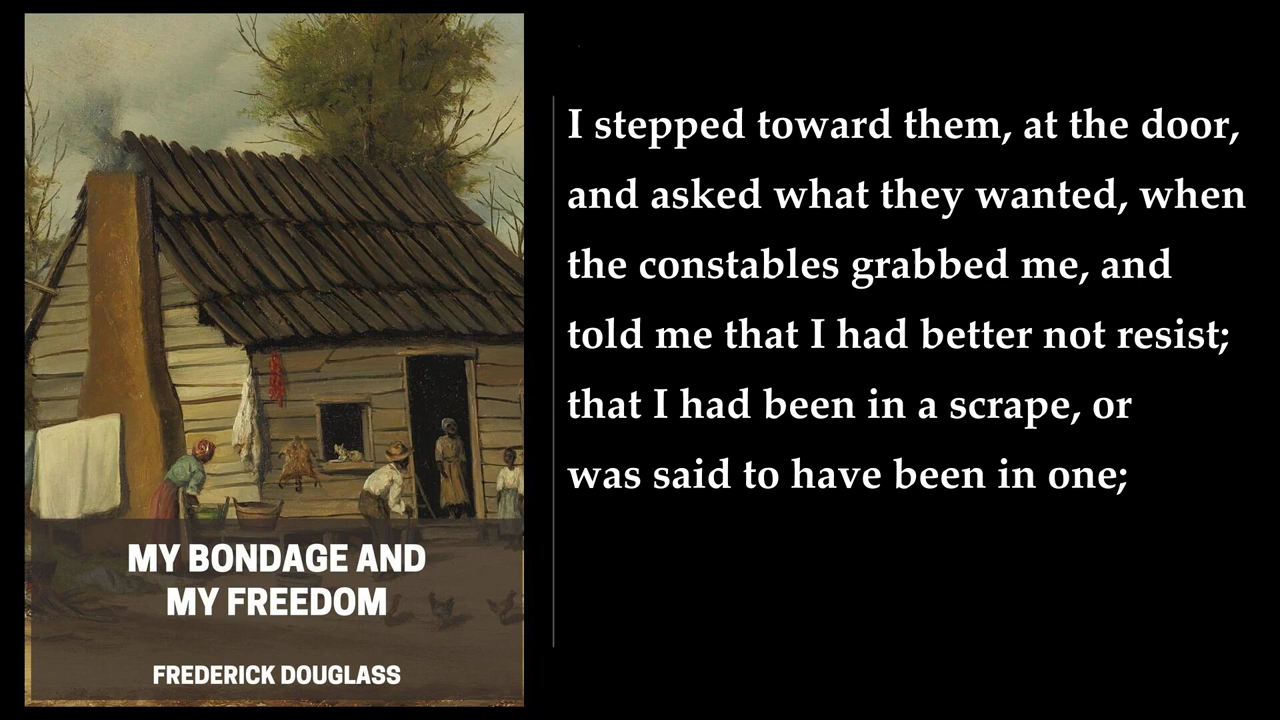 MY BONDAGE AND
MY FREEDOM
FREDERICK DOUGLASS
I stepped toward them, at the door,
and asked what they wanted, when
the constables grabbed me, and
told me that I had better not resist;
that I had been in a scrape, or
was said to have been in one;